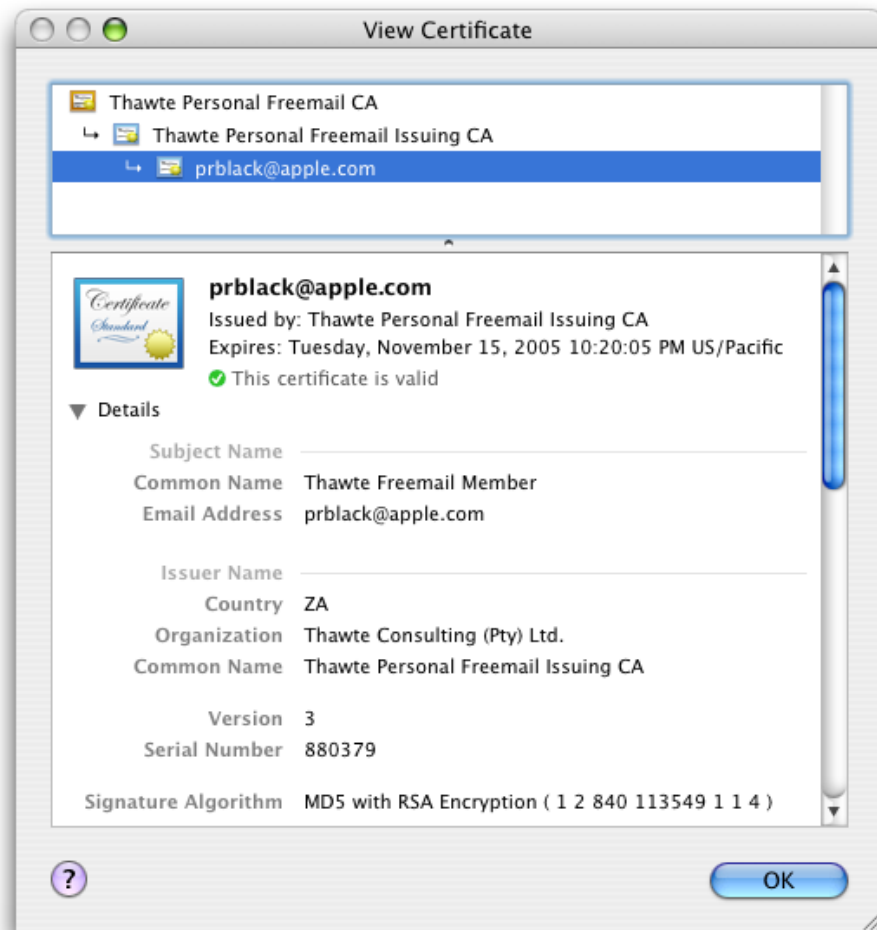 View Certificate
Thawte Personal Freemail CA
Thawte Personal Freemail Issuing CA
prblack@apple.com
Certificate
Standard
prblack@apple.com
Issued by: Thawte Personal Freemail Issuing CA
Expires: Tuesday, November 15, 2005 10:20:05 PM US/Pacific
This certificate is valid
Details
Subject Name
Common Name Thawte Freemail Member
Email Address prblack@apple.com
Issuer Name
Country ZA
Organization Thawte Consulting (Pty) Ltd.
Common Name Thawte Personal Freemail Issuing CA
Version 3
Serial Number 880379
Signature Algorithm MD5 with RSA Encryption ( 1 2 840 113549 1 1 4 )
?
OK